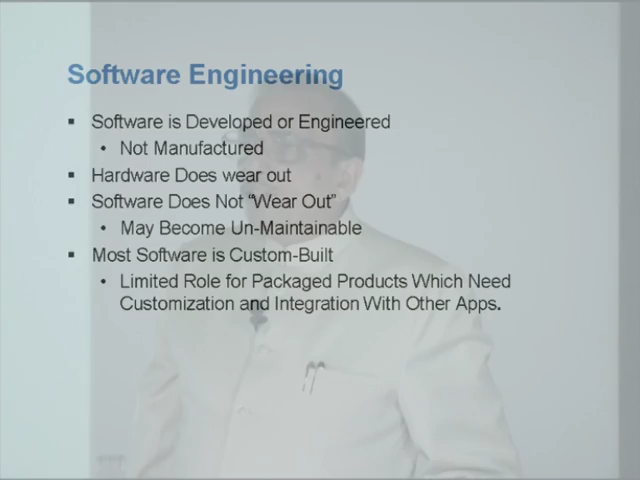 Software Engineering
▪ Software is Developed or Engineered
• Not Manufactured
▪ Hardware Does wear out
▪ Software Does Not “Wear Out”
• May Become Un-Maintainable
▪ Most Software is Custom-Built
• Limited Role for Packaged Products Which Need
Customization and Integration With Other Apps.